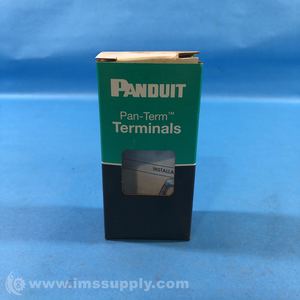 PANDUIT
Pan-Term™
Terminals
INSTALLA
© www.imssupply.com